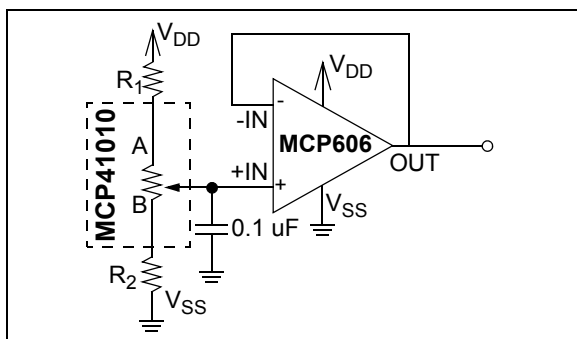 VDD
R1
MCP41010
A
B
R2
VSS
VDD
-
-IN
MCP606
+IN
+
OUT
VSS
0.1 uF